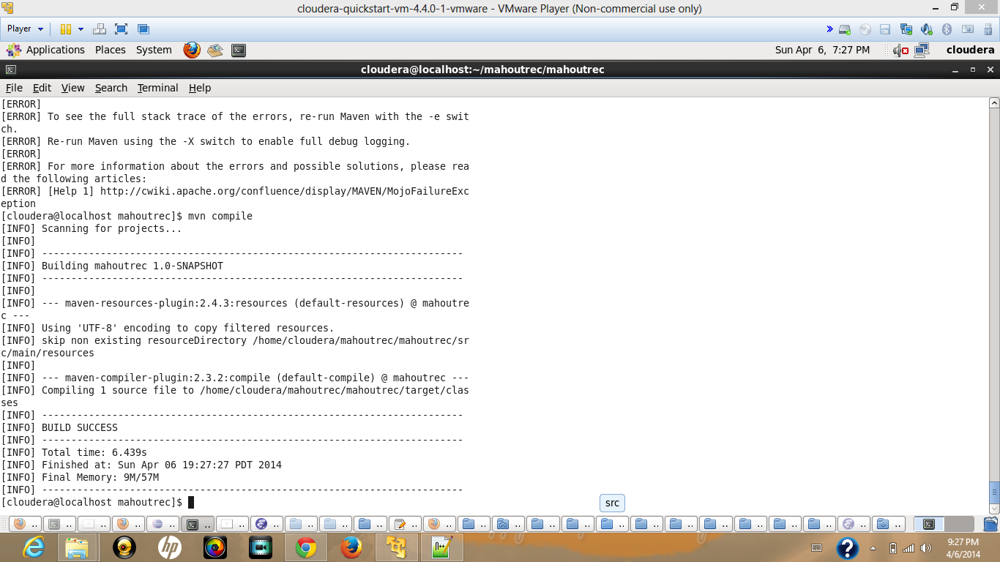 cloudera-quickstart-vm-4.4.0-1-vmware - VMware Player (Non-commercial use only)
Player
Applications Places System Sun Apr 6, 7:27 PM cloudera
cloudera@localhost:~/mahoutrec/mahoutrec
File Edit View Search Terminal Help
[ERROR]
[ERROR] To see the full stack trace of the errors, re-run Maven with the -e swit
ch.
[ERROR] Re-run Maven using the -X switch to enable full debug logging.
[ERROR]
[ERROR] For more information about the errors and possible solutions, please rea
d the following articles:
[ERROR] [Help 1] http://cwiki.apache.org/confluence/display/MAVEN/MojoFailureExc
eption
[cloudera@localhost mahoutrec]$ mvn compile
[INFO] Scanning for projects...
[INFO]
[INFO] ------------------------------------------------------------------------
[INFO] Building mahoutrec 1.0-SNAPSHOT
[INFO] ------------------------------------------------------------------------
[INFO]
[INFO] --- maven-resources-plugin:2.4.3:resources (default-resources) @ mahoutre
c ---
[INFO] Using 'UTF-8' encoding to copy filtered resources.
[INFO] skip non existing resourceDirectory /home/cloudera/mahoutrec/mahoutrec/sr
c/main/resources
[INFO]
[INFO] --- maven-compiler-plugin:2.3.2:compile (default-compile) @ mahoutrec ---
[INFO] Compiling 1 source file to /home/cloudera/mahoutrec/mahoutrec/target/clas
ses
[INFO] ------------------------------------------------------------------------
[INFO] BUILD SUCCESS
[INFO] ------------------------------------------------------------------------
[INFO] Total time: 6.439s
[INFO] Finished at: Sun Apr 06 19:27:27 PDT 2014
[INFO] Final Memory: 9M/57M
[INFO] ------------------------------------------------------------------------
[cloudera@localhost mahoutrec]$
src
hp
9:27 PM
4/6/2014